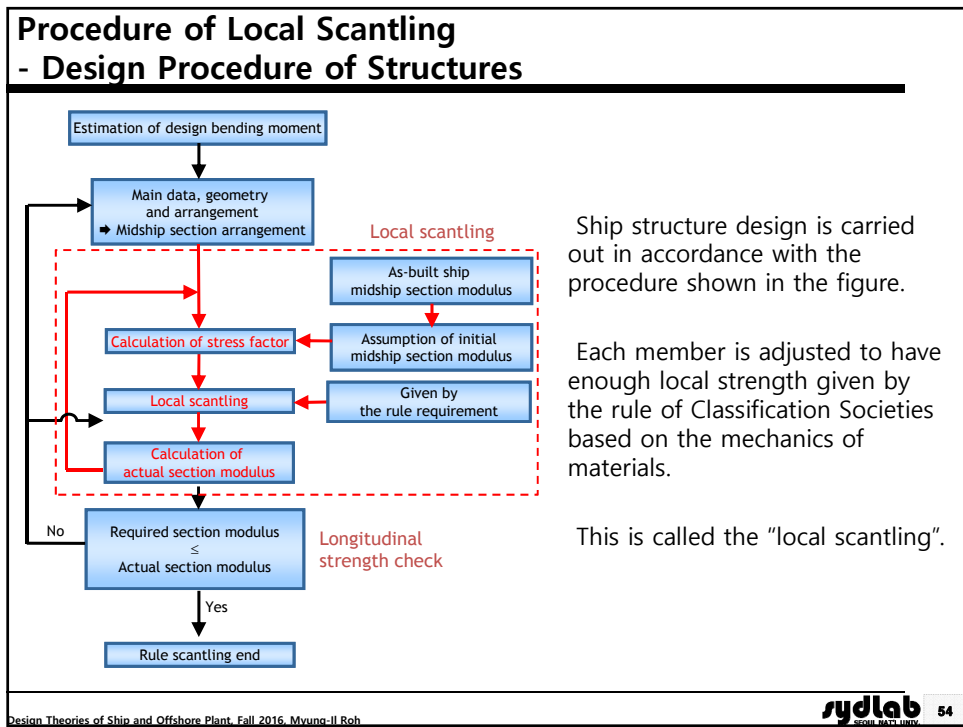 Procedure of Local Scantling
- Design Procedure of Structures
Estimation of design bending moment
Main data, geometry
and arrangement
➡ Midship section arrangement
Local scantling
As-built ship
midship section modulus
Calculation of stress factor
Assumption of initial
midship section modulus
Local scantling
Given by
the rule requirement
Calculation of
actual section modulus
No
Required section modulus
≤
Actual section modulus
Longitudinal
strength check
Yes
Rule scantling end
Ship structure design is carried
out in accordance with the
procedure shown in the figure.
Each member is adjusted to have
enough local strength given by
the rule of Classification Societies
based on the mechanics of
materials.
This is called the "local scantling".
Design Theories of Ship and Offshore Plant, Fall 2016, Myung-Il Roh
sydlab
SEOUL NAT'L UNIV.
54